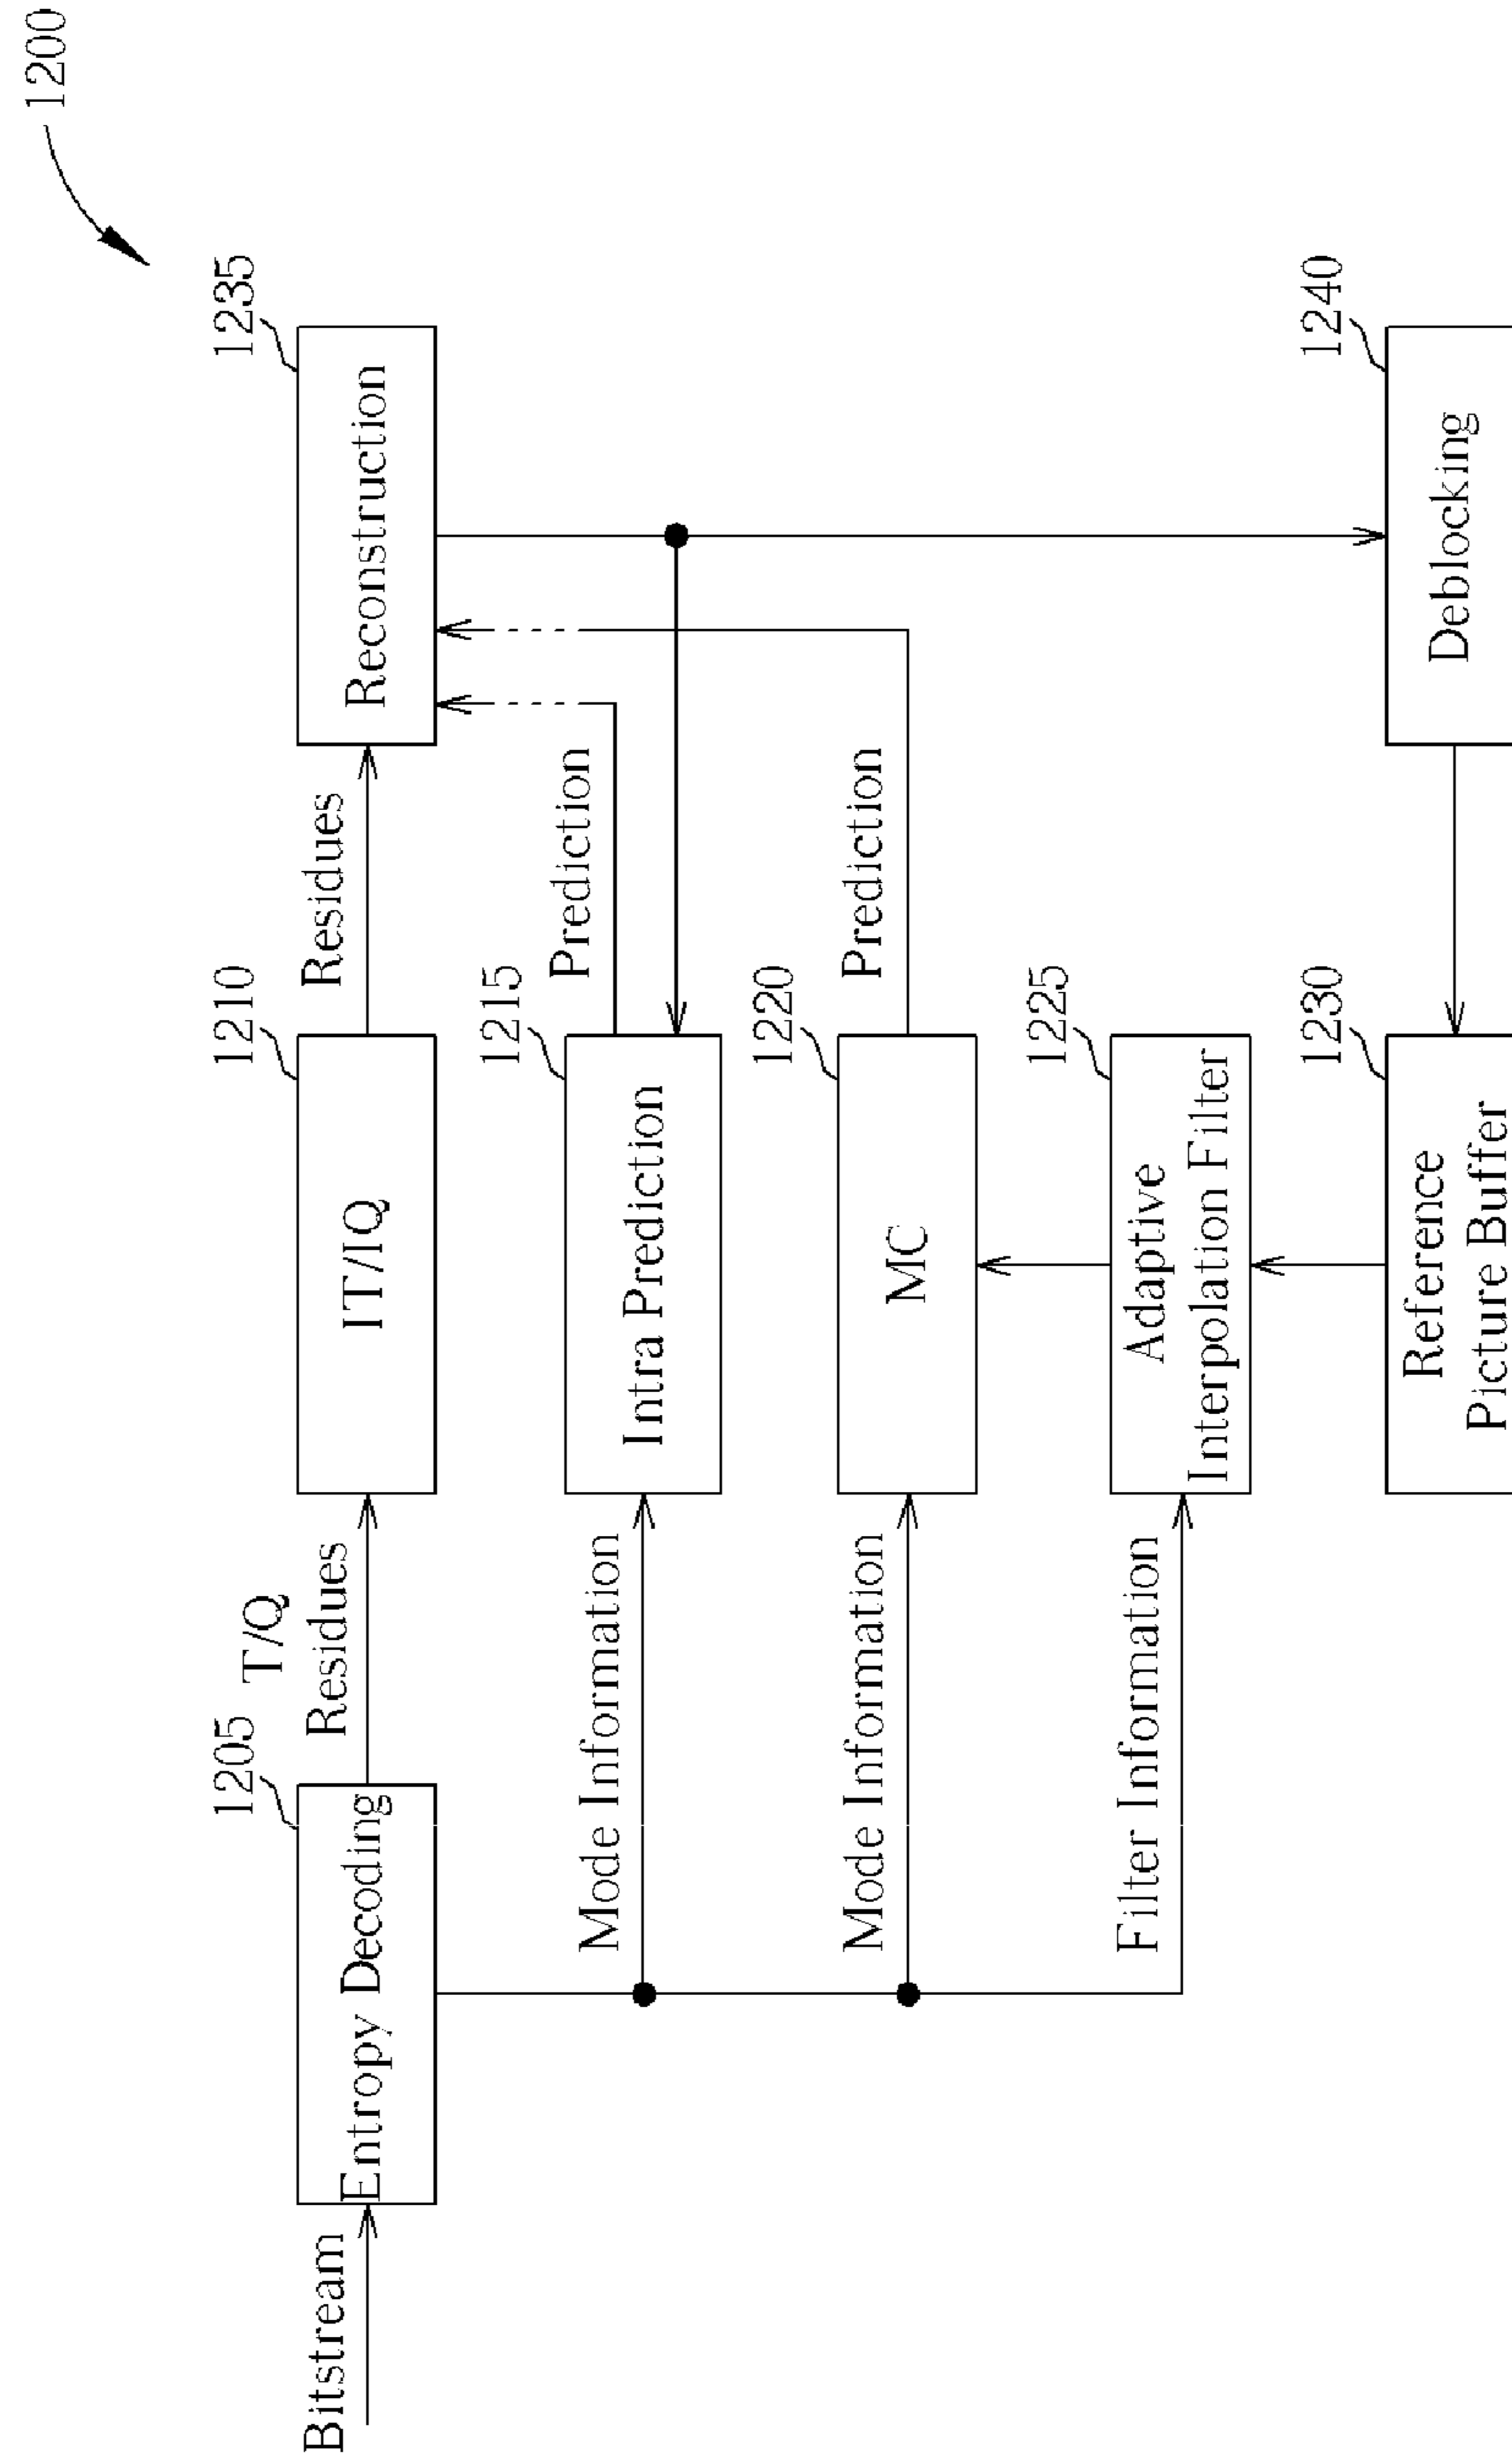 1200
1205
T/Q
1210
1235
Bitstream
Entropy Decoding
Residues
IT/IQ
Residues
Reconstruction
1215
Mode Information
Intra Prediction
Prediction
1220
Mode Information
MC
Prediction
1225
Filter Information
Adaptive
Interpolation Filter
1230
1240
Reference
Picture Buffer
Deblocking